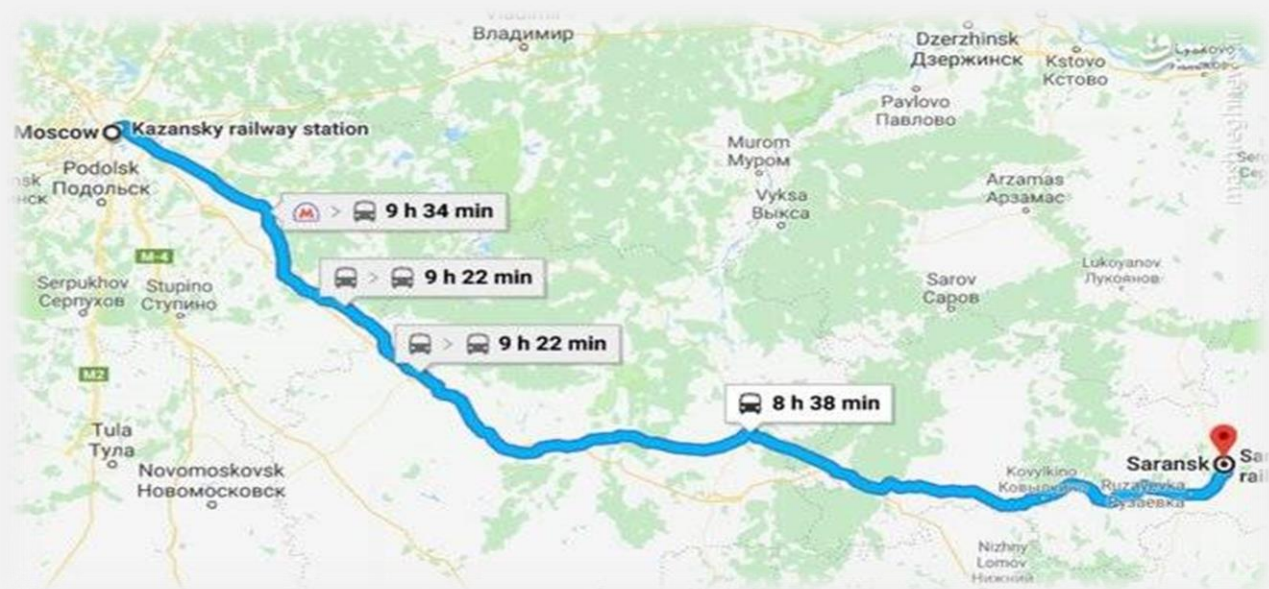 Владимир
Dzerzhinsk
Дзержинск
Kstovo
Кстово
Pavlovo
Павлово
Moscow
Kazansky railway station
Podolsk
Подольск
Murom
Муром
Vyksa
Выкса
Arzamas
Арзамас
9 h 34 min
M-4
Serpukhov
Серпухов
Stupino
Ступино
9 h 22 min
Sarov
Саров
Lukoyanov
Лукоянов
9 h 22 min
M2
8 h 38 min
Tula
Тула
Novomoskovsk
Новомосковск
Saransk
Kovylkino
Ruzayevka
Рузаевка
Nizhny
Lomov
Нижний